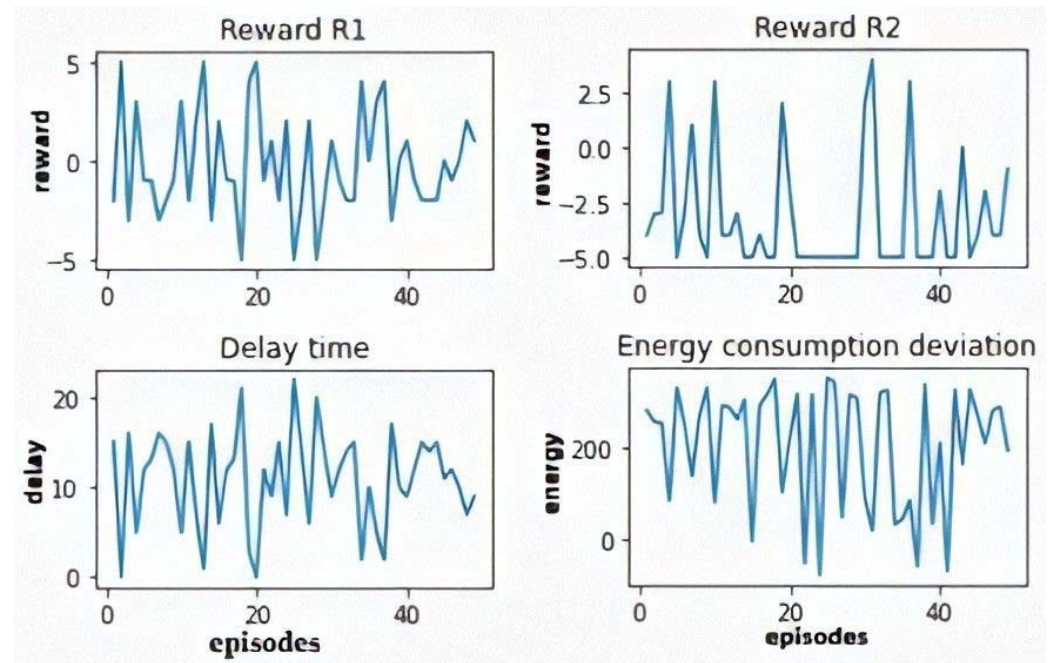 Reward R1
reward
5
0
−5
0
20
40
Reward R2
reward
2.5
0.0
−2.5
−5.0
0
20
40
Delay time
delay
20
10
0
0
20
40
episodes
Energy consumption deviation
energy
200
0
0
20
40
episodes